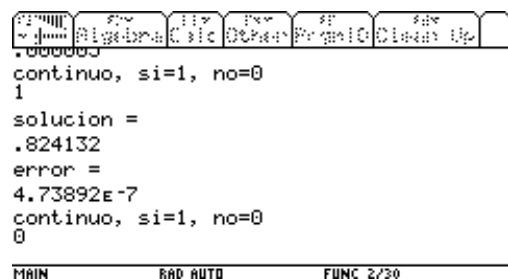 Algebra Calc Other PrgmIO Clean Up
continuo, si=1, no=0
1
solucion =
.824132
error =
4.73892E-7
continuo, si=1, no=0
0
MAIN RAD AUTO FUNC 2/30